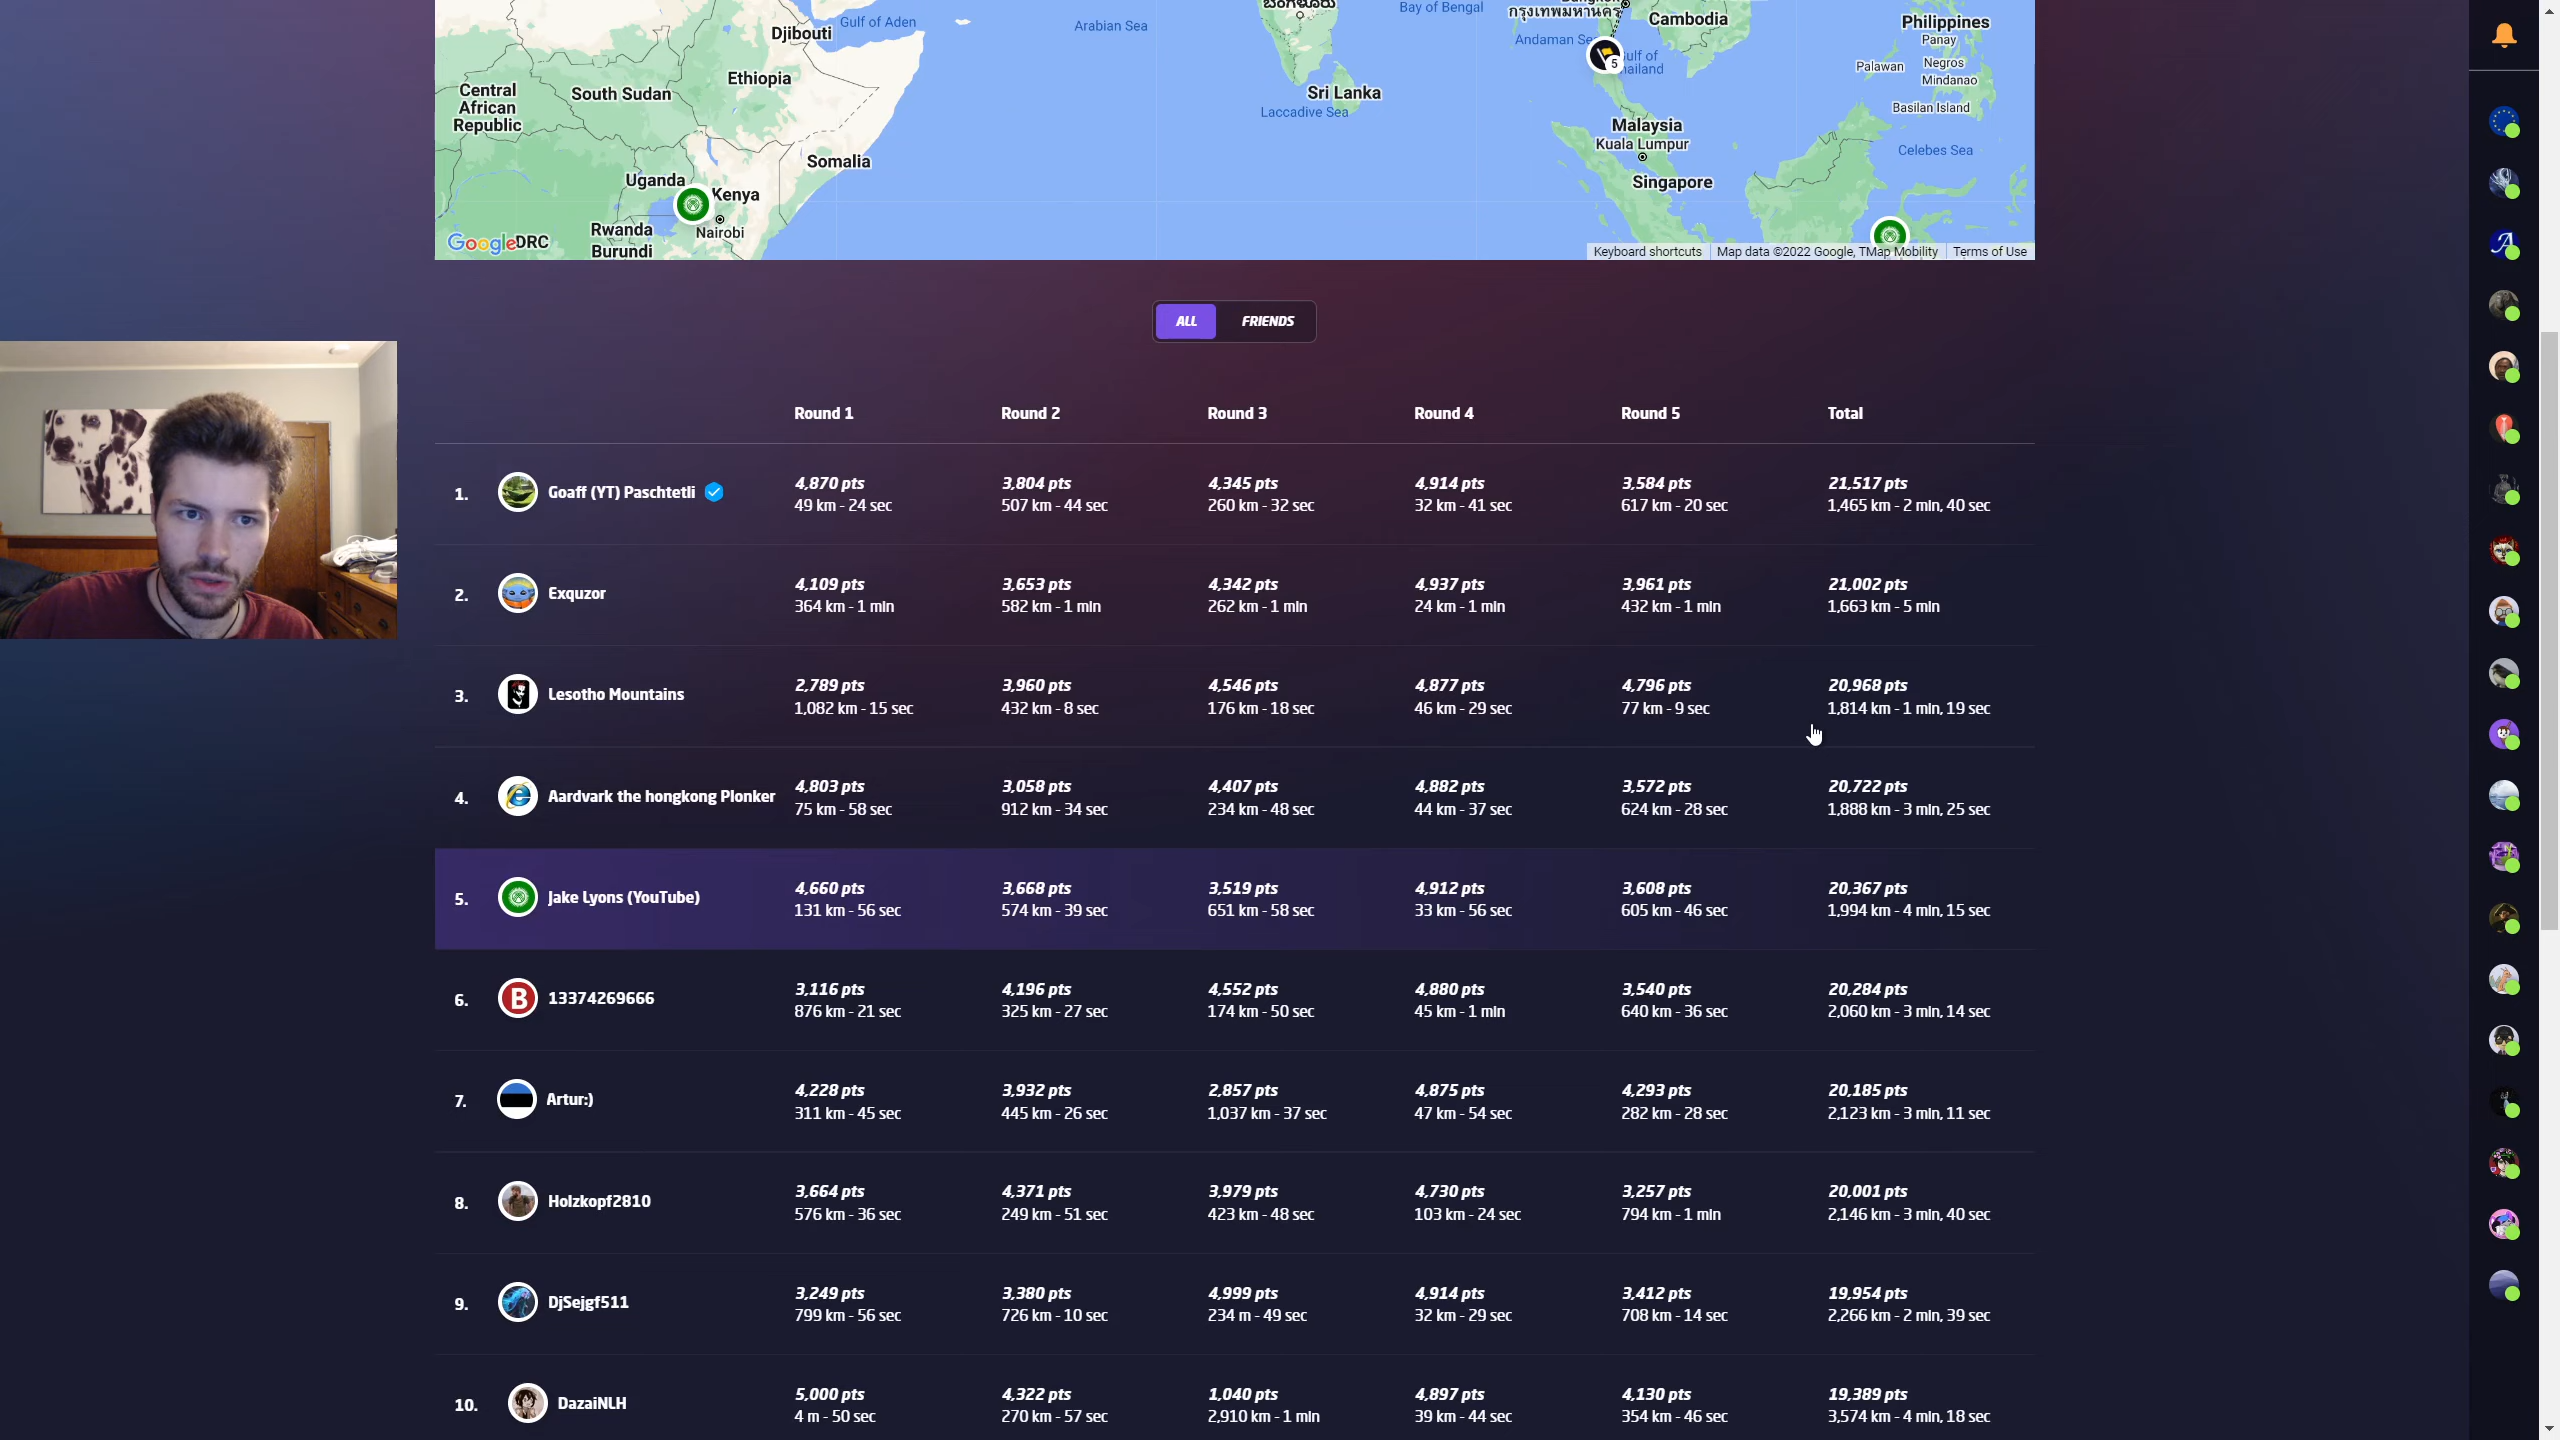 ಬೆಂಗಳೂರು
Bay of Bengal
กรุงเทพมหานคร
Cambodia
Philippines
Gulf of Aden
Arabian Sea
Djibouti
Andaman Sea
Panay
Gulf of
Thailand
5
Palawan
Negros
Ethiopia
Mindanao
Central
African
Republic
South Sudan
Sri Lanka
Basilan Island
Laccadive Sea
Malaysia
Kuala Lumpur
Celebes Sea
Somalia
Uganda
Kenya
Singapore
Rwanda
Nairobi
Burundi
Google
DRC
Keyboard shortcuts
Map data ©2022 Google, TMap Mobility
Terms of Use
ALL
FRIENDS
Round 1 Round 2 Round 3 Round 4 Round 5 Total
1. Goaff (YT) Paschtetli
4,870 pts 3,804 pts 4,345 pts 4,914 pts 3,584 pts 21,517 pts
49 km - 24 sec 507 km - 44 sec 260 km - 32 sec 32 km - 41 sec 617 km - 20 sec 1,465 km - 2 min, 40 sec
2. Exquzor
4,109 pts 3,653 pts 4,342 pts 4,937 pts 3,961 pts 21,002 pts
364 km - 1 min 582 km - 1 min 262 km - 1 min 24 km - 1 min 432 km - 1 min 1,663 km - 5 min
3. Lesotho Mountains
2,789 pts 3,960 pts 4,546 pts 4,877 pts 4,796 pts 20,968 pts
1,082 km - 15 sec 432 km - 8 sec 176 km - 18 sec 46 km - 29 sec 77 km - 9 sec 1,814 km - 1 min, 19 sec
4. Aardvark the hongkong Plonker
4,803 pts 3,058 pts 4,407 pts 4,882 pts 3,572 pts 20,722 pts
75 km - 58 sec 912 km - 34 sec 234 km - 48 sec 44 km - 37 sec 624 km - 28 sec 1,888 km - 3 min, 25 sec
5. Jake Lyons (YouTube)
4,660 pts 3,668 pts 3,519 pts 4,912 pts 3,608 pts 20,367 pts
131 km - 56 sec 574 km - 39 sec 651 km - 58 sec 33 km - 56 sec 605 km - 46 sec 1,994 km - 4 min, 15 sec
6. B 13374269666
3,116 pts 4,196 pts 4,552 pts 4,880 pts 3,540 pts 20,284 pts
876 km - 21 sec 325 km - 27 sec 174 km - 50 sec 45 km - 1 min 640 km - 36 sec 2,060 km - 3 min, 14 sec
7. Artur:)
4,228 pts 3,932 pts 2,857 pts 4,875 pts 4,293 pts 20,185 pts
311 km - 45 sec 445 km - 26 sec 1,037 km - 37 sec 47 km - 54 sec 282 km - 28 sec 2,123 km - 3 min, 11 sec
8. Holzkopf2810
3,664 pts 4,371 pts 3,979 pts 4,730 pts 3,257 pts 20,001 pts
576 km - 36 sec 249 km - 51 sec 423 km - 48 sec 103 km - 24 sec 794 km - 1 min 2,146 km - 3 min, 40 sec
9. DjSejgf511
3,249 pts 3,380 pts 4,999 pts 4,914 pts 3,412 pts 19,954 pts
799 km - 56 sec 726 km - 10 sec 234 m - 49 sec 32 km - 29 sec 708 km - 14 sec 2,266 km - 2 min, 39 sec
10. DazaiNLH
5,000 pts 4,322 pts 1,040 pts 4,897 pts 4,130 pts 19,389 pts
4 m - 50 sec 270 km - 57 sec 2,910 km - 1 min 39 km - 44 sec 354 km - 46 sec 3,574 km - 4 min, 18 sec